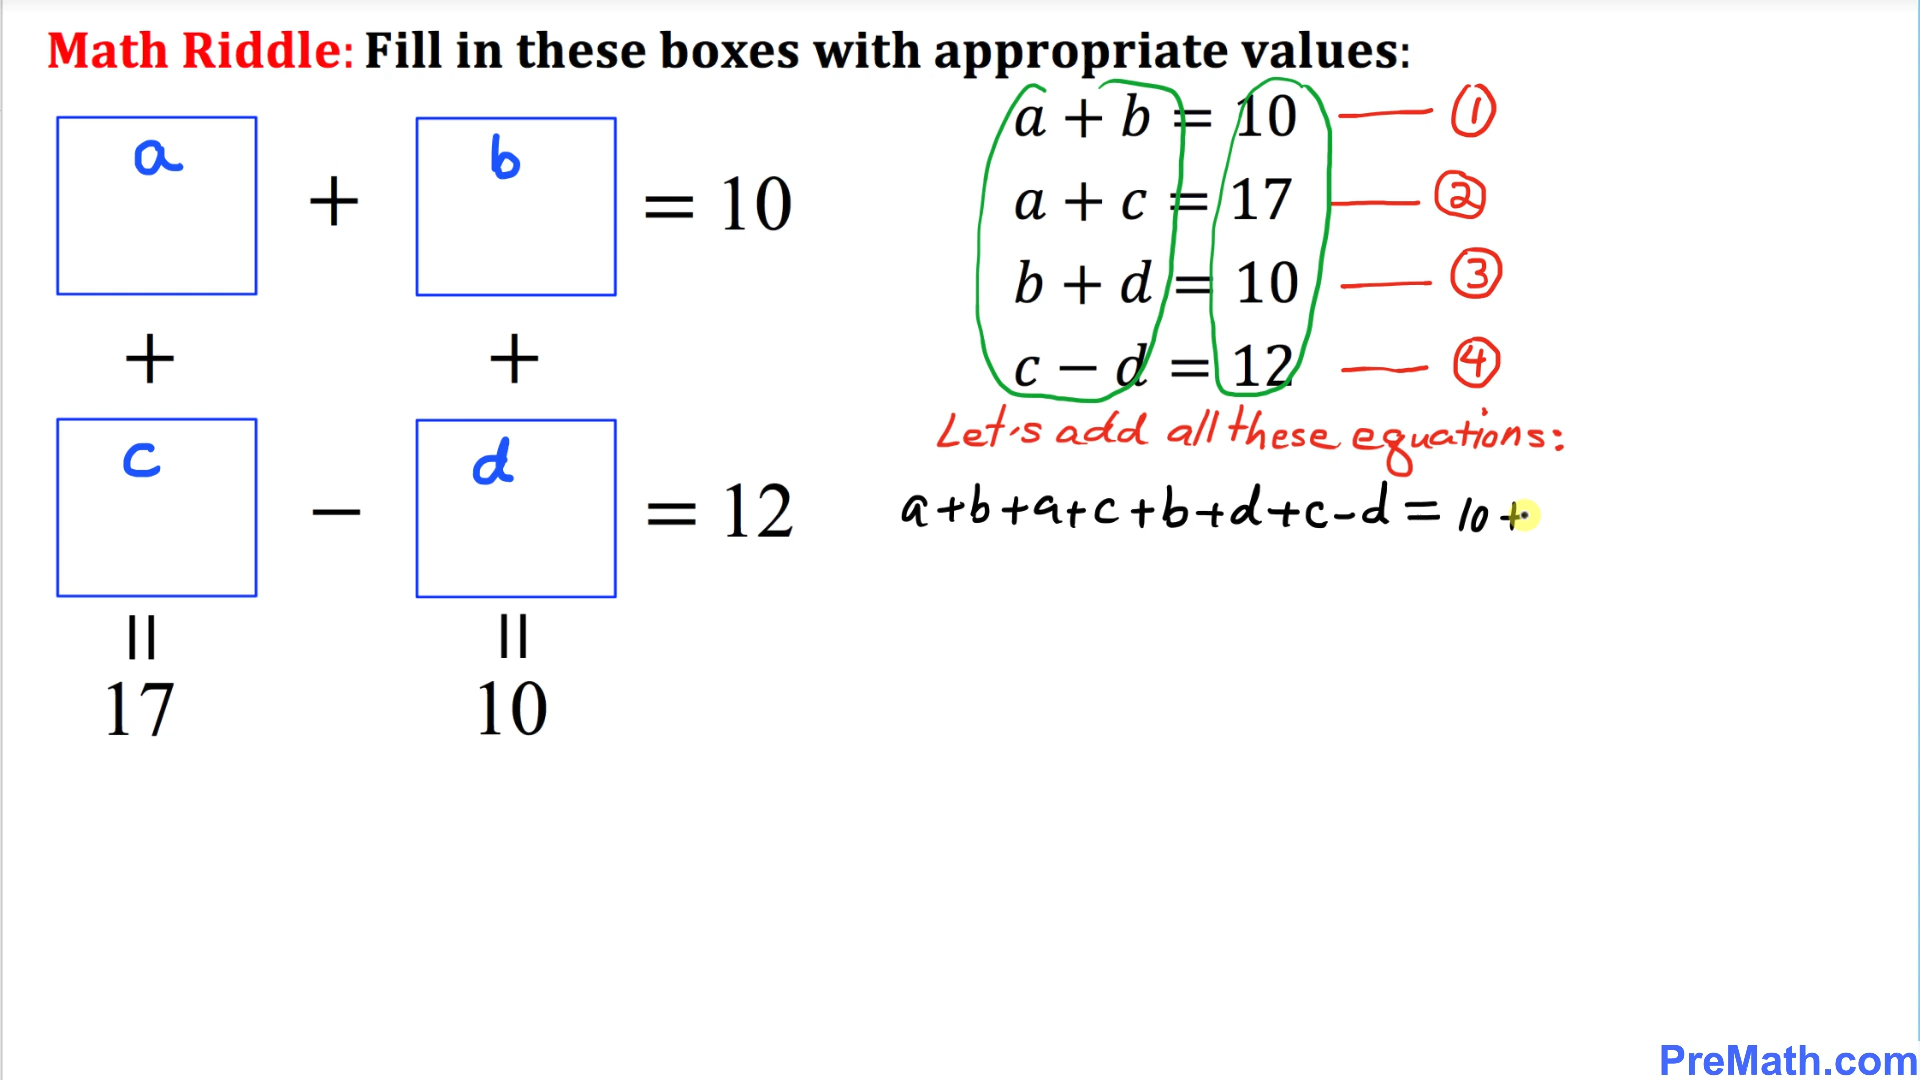 Math Riddle: Fill in these boxes with appropriate values:
a
b
+
= 10
+
+
c
d
−
= 12
=
=
17
10
a + b = 10 — ①
a + c = 17 — ②
b + d = 10 — ③
c − d = 12 — ④
Let's add all these equations:
a+b+a+c+b+d+c-d = 10 +
PreMath.com